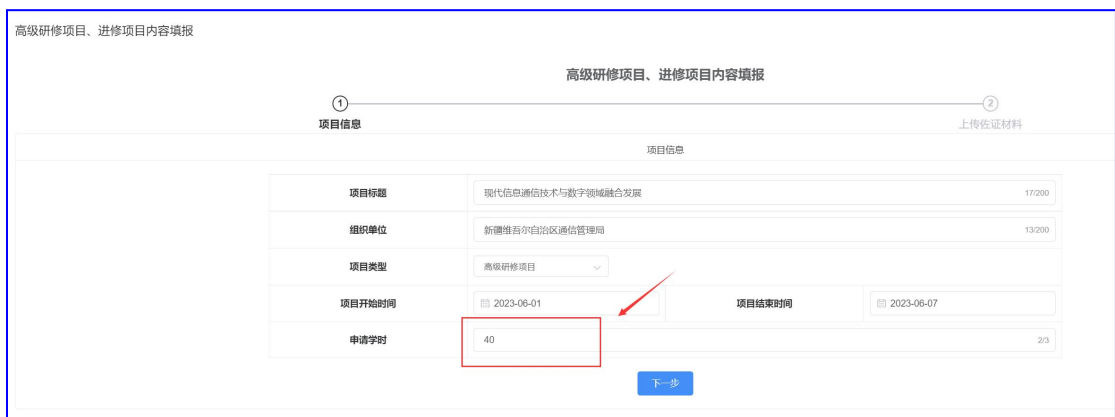 高级研修项目、进修项目内容填报
高级研修项目、进修项目内容填报
1 2
项目信息 上传佐证材料
项目信息
项目标题 现代信息通信技术与数字领域融合发展 17/200
组织单位 新疆维吾尔自治区通信管理局 13/200
项目类型 高级研修项目
项目开始时间 2023-06-01 项目结束时间 2023-06-07
申请学时 40 2/3
下一步